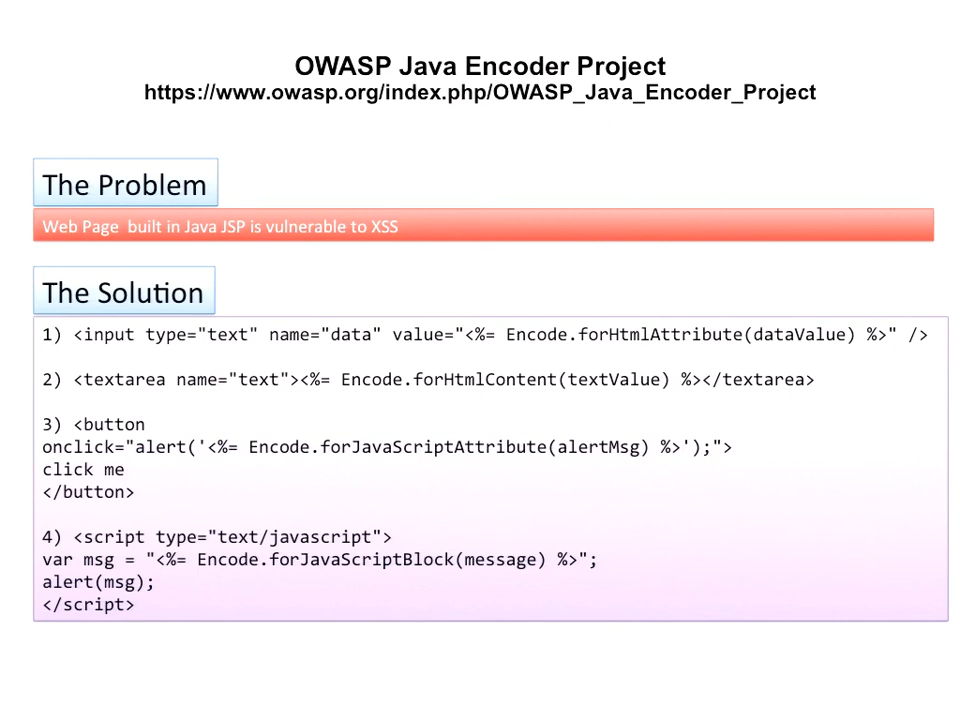 OWASP Java Encoder Project
https://www.owasp.org/index.php/OWASP_Java_Encoder_Project
The Problem
Web Page  built in Java JSP is vulnerable to XSS
The Solution
1) <input type="text" name="data" value="<%= Encode.forHtmlAttribute(dataValue) %>" />
2) <textarea name="text"><%= Encode.forHtmlContent(textValue) %></textarea>
3) <button
onclick="alert('<%= Encode.forJavaScriptAttribute(alertMsg) %>');">
click me
</button>
4) <script type="text/javascript">
var msg = "<%= Encode.forJavaScriptBlock(message) %>";
alert(msg);
</script>